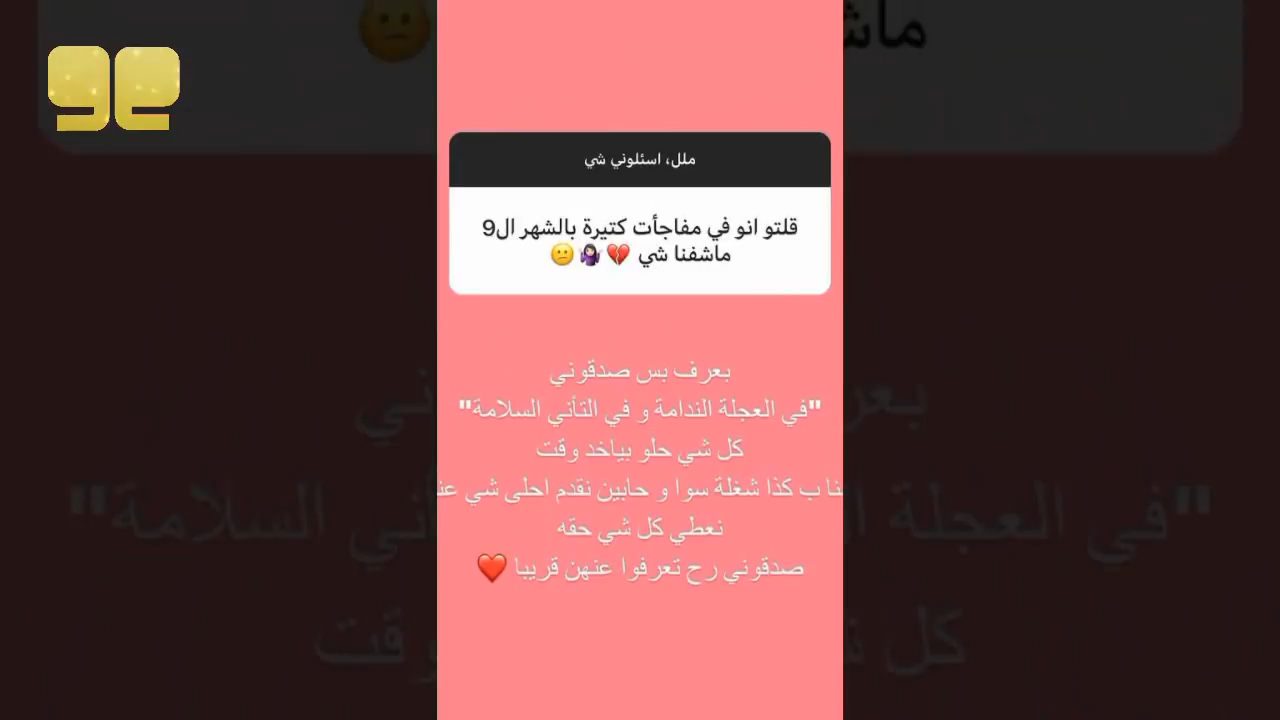 ملل، اسئلوني شي
قلتو انو في مفاجأت كتيرة بالشهر ال9
ماشفنا شي 💔🤷🏻‍♀️😕
بعرف بس صدقوني
"في العجلة الندامة و في التأني السلامة"
كل شي حلو بياخد وقت
ب كذا شغلة سوا و حابين نقدم احلى شي
نعطي كل شي حقه
صدقوني رح تعرفوا عنهن قريبا ❤️